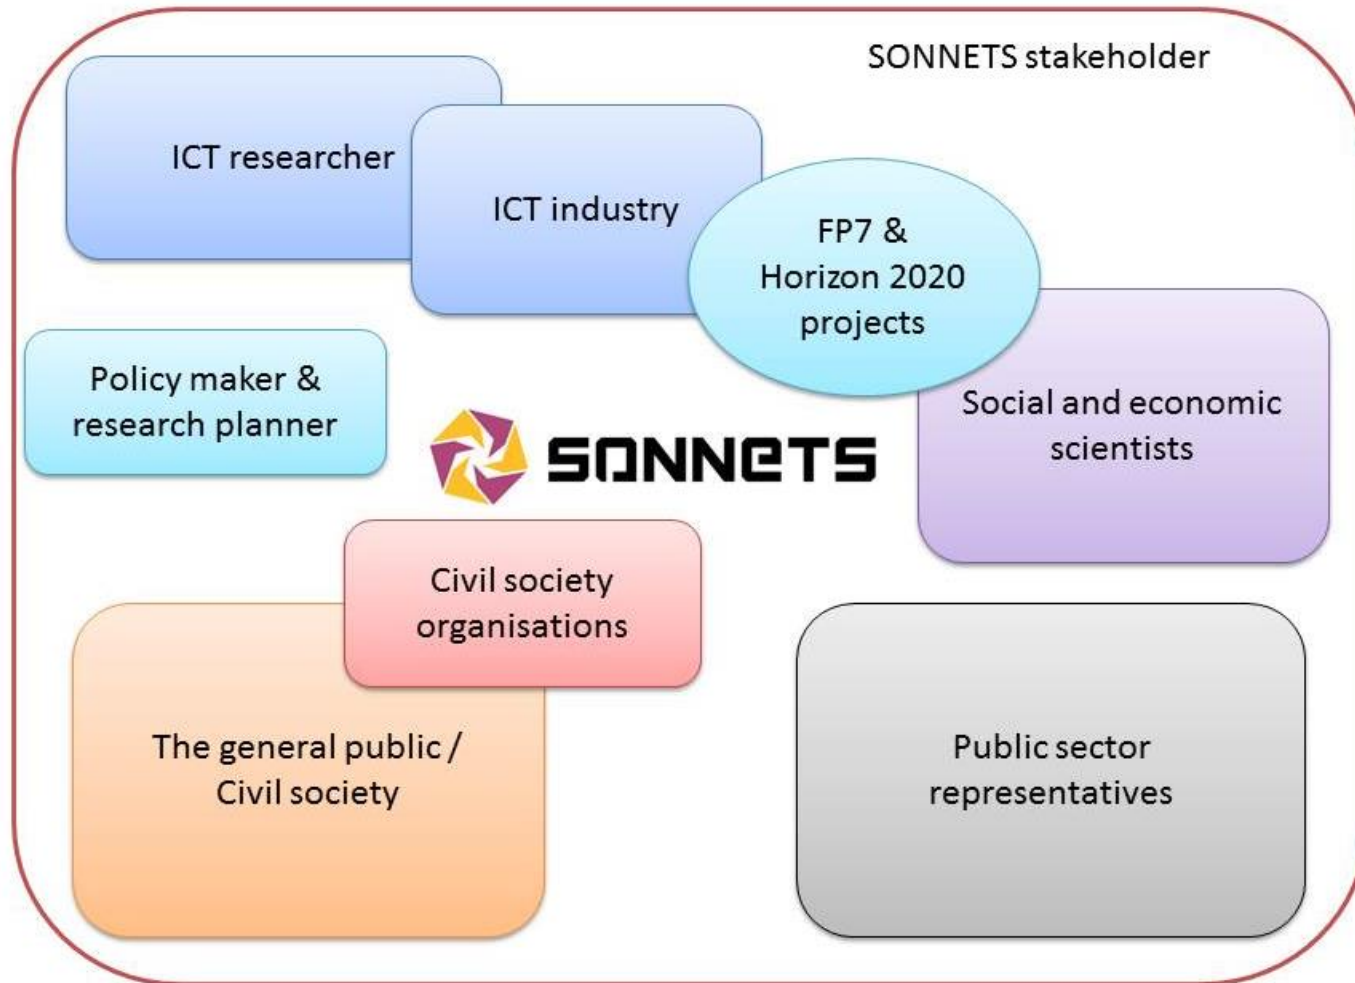 SONNETS stakeholder
ICT researcher
ICT industry
FP7 &
Horizon 2020
projects
Policy maker &
research planner
Social and economic
scientists
SONNETS
Civil society
organisations
The general public /
Civil society
Public sector
representatives